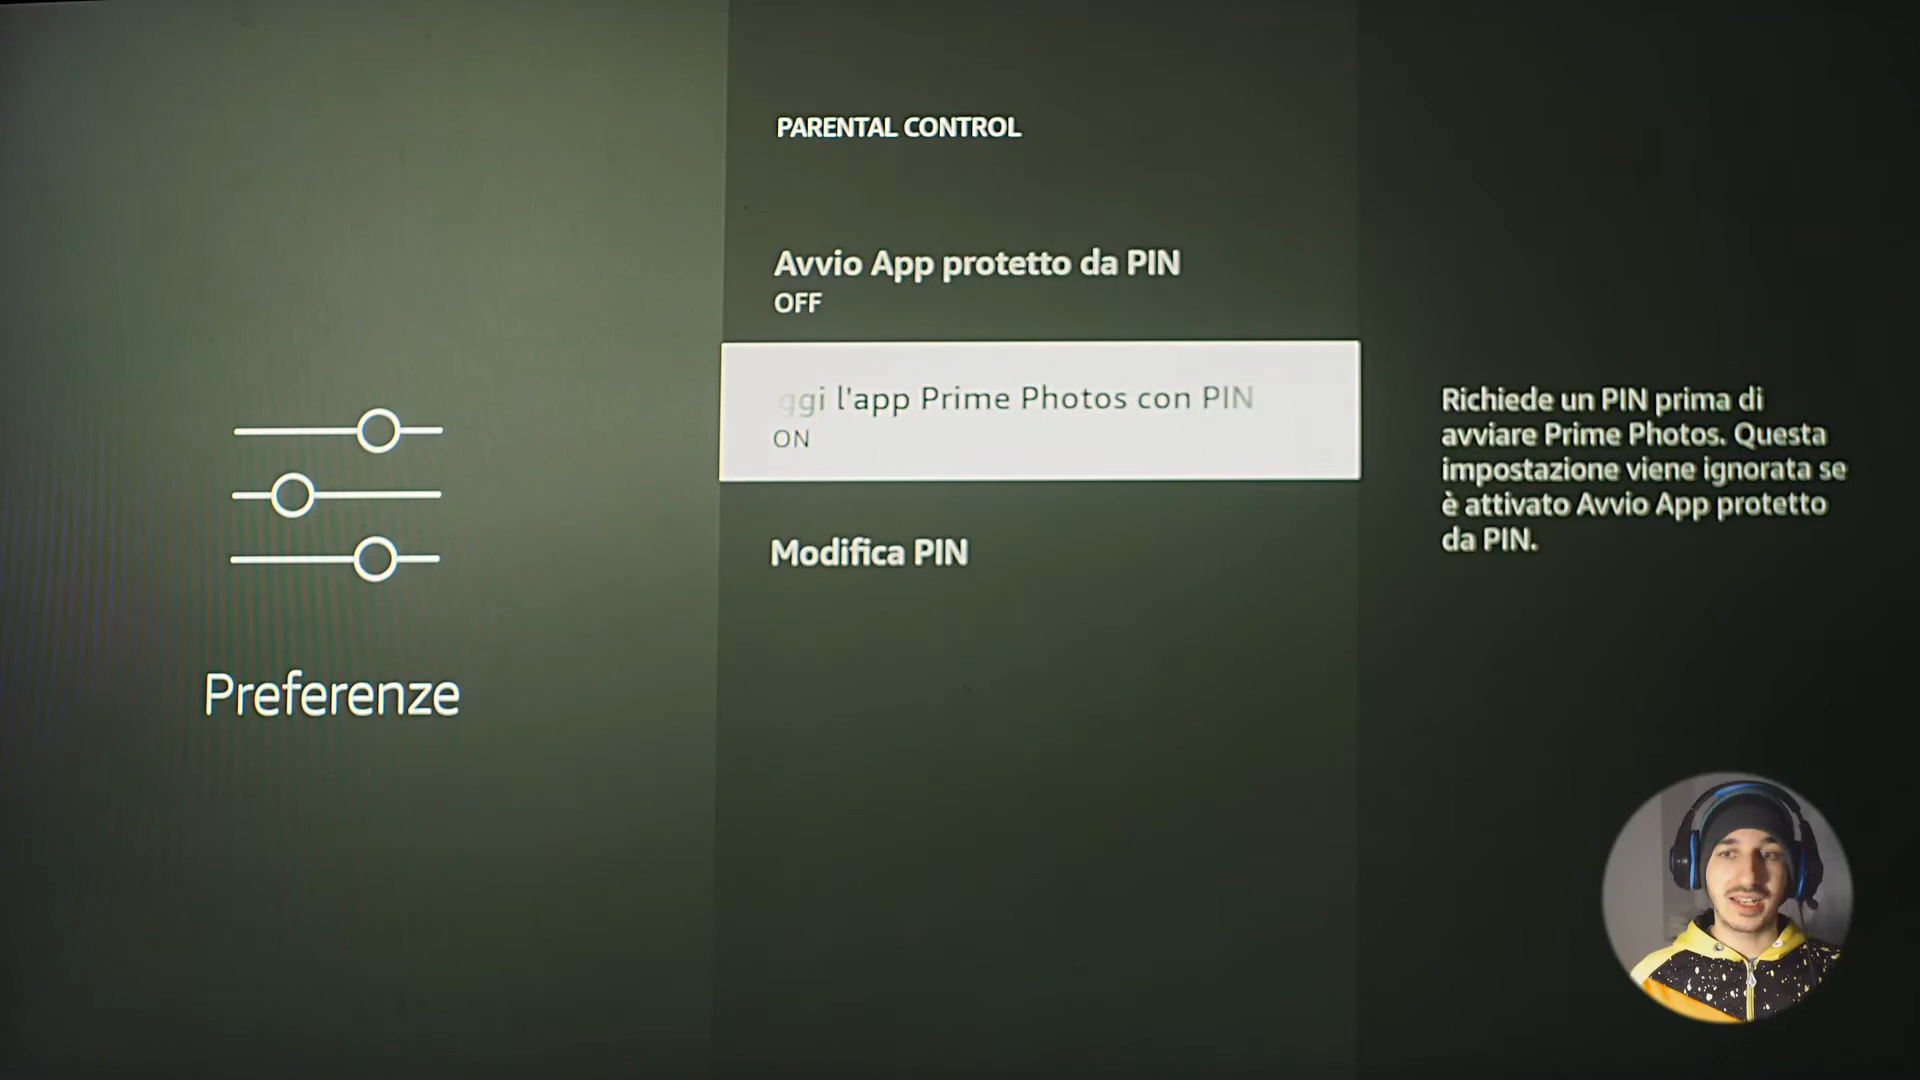 PARENTAL CONTROL
Avvio App protetto da PIN
OFF
ggi l'app Prime Photos con PIN
ON
Modifica PIN
Preferenze
Richiede un PIN prima di
avviare Prime Photos. Questa
impostazione viene ignorata se
è attivato Avvio App protetto
da PIN.